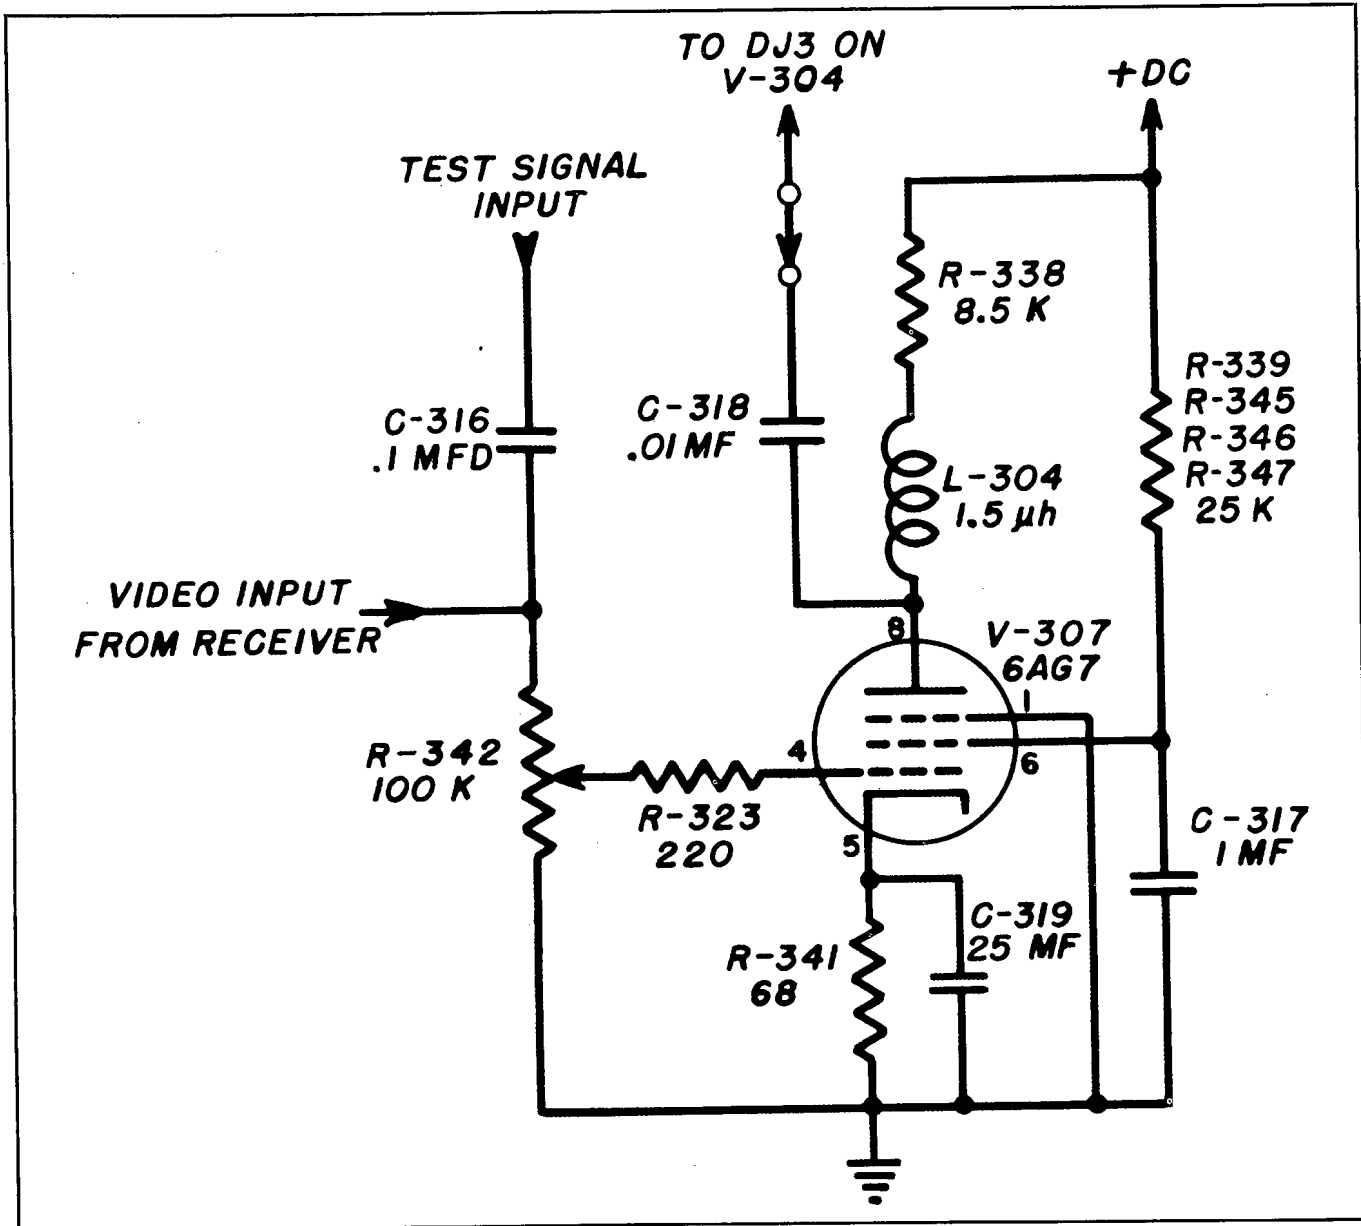 TO DJ3 ON
V-304
+DC
TEST SIGNAL
INPUT
R-338
8.5 K
R-339
R-345
R-346
R-347
25 K
C-316
.1 MFD
C-318
.01 MF
L-304
1.5 μh
VIDEO INPUT
FROM RECEIVER
8
V-307
6AG7
1
R-342
100 K
4
6
R-323
220
5
C-317
1 MF
C-319
25 MF
R-341
68